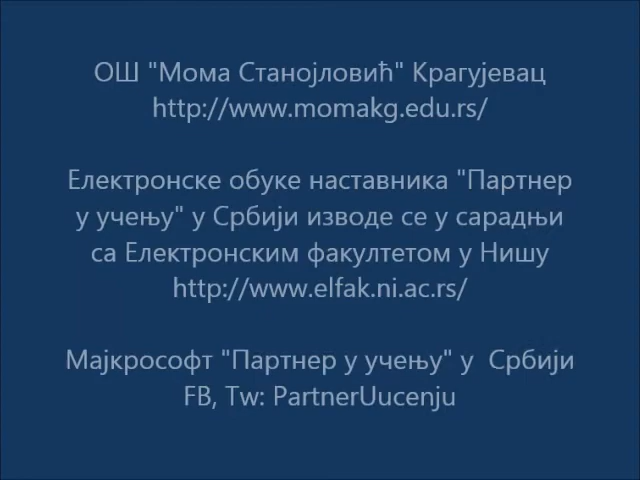 ОШ "Мома Станојловић" Крагујевац
http://www.momakg.edu.rs/
Електронске обуке наставника "Партнер
у учењу" у Србији изводе се у сарадњи
са Електронским факултетом у Нишу
http://www.elfak.ni.ac.rs/
Мајкрософт "Партнер у учењу" у  Србији
FB, Tw: PartnerUucenju